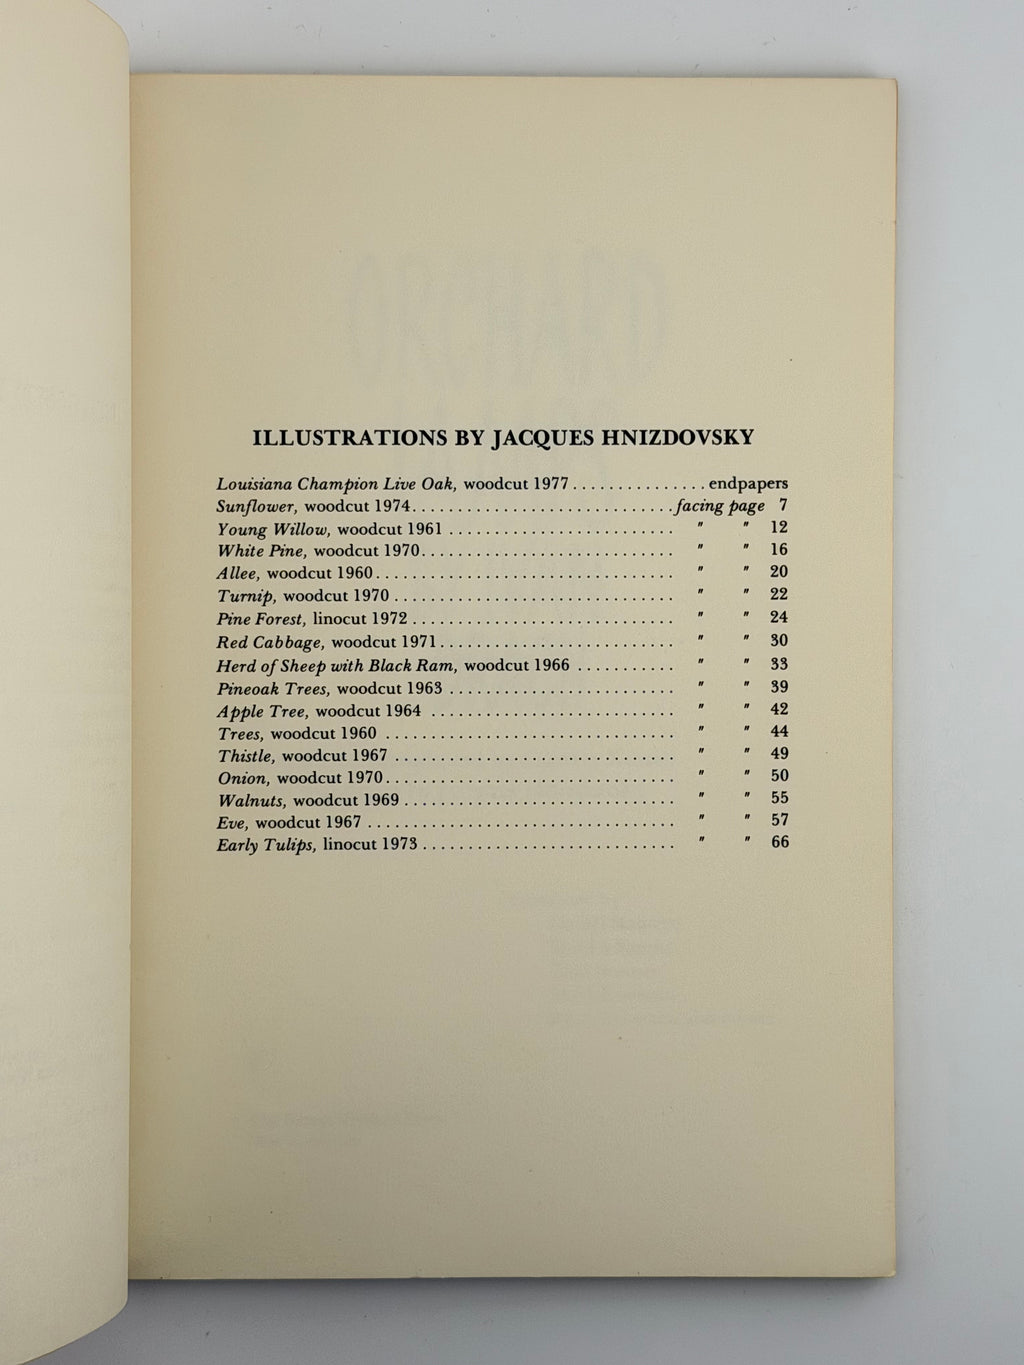 ILLUSTRATIONS BY JACQUES HNIZDOVSKY
Louisiana Champion Live Oak, woodcut 1977 . . . . . . . . . . . . . . . endpapers
Sunflower, woodcut 1974. . . . . . . . . . . . . . . . . . . . . . . . . . . . . facing page 7
Young Willow, woodcut 1961 . . . . . . . . . . . . . . . . . . . . . . . . . " " 12
White Pine, woodcut 1970. . . . . . . . . . . . . . . . . . . . . . . . . . . . " " 16
Allee, woodcut 1960. . . . . . . . . . . . . . . . . . . . . . . . . . . . . . . . . " " 20
Turnip, woodcut 1970 . . . . . . . . . . . . . . . . . . . . . . . . . . . . . . . " " 22
Pine Forest, linocut 1972 . . . . . . . . . . . . . . . . . . . . . . . . . . . . . " " 24
Red Cabbage, woodcut 1971. . . . . . . . . . . . . . . . . . . . . . . . . . " " 30
Herd of Sheep with Black Ram, woodcut 1966 . . . . . . . . . . . " " 33
Pineoak Trees, woodcut 1963 . . . . . . . . . . . . . . . . . . . . . . . . . " " 39
Apple Tree, woodcut 1964 . . . . . . . . . . . . . . . . . . . . . . . . . . . " " 42
Trees, woodcut 1960 . . . . . . . . . . . . . . . . . . . . . . . . . . . . . . . . " " 44
Thistle, woodcut 1967 . . . . . . . . . . . . . . . . . . . . . . . . . . . . . . . " " 49
Onion, woodcut 1970. . . . . . . . . . . . . . . . . . . . . . . . . . . . . . . . " " 50
Walnuts, woodcut 1969 . . . . . . . . . . . . . . . . . . . . . . . . . . . . . . " " 55
Eve, woodcut 1967 . . . . . . . . . . . . . . . . . . . . . . . . . . . . . . . . . . " " 57
Early Tulips, linocut 1973 . . . . . . . . . . . . . . . . . . . . . . . . . . . . " " 66